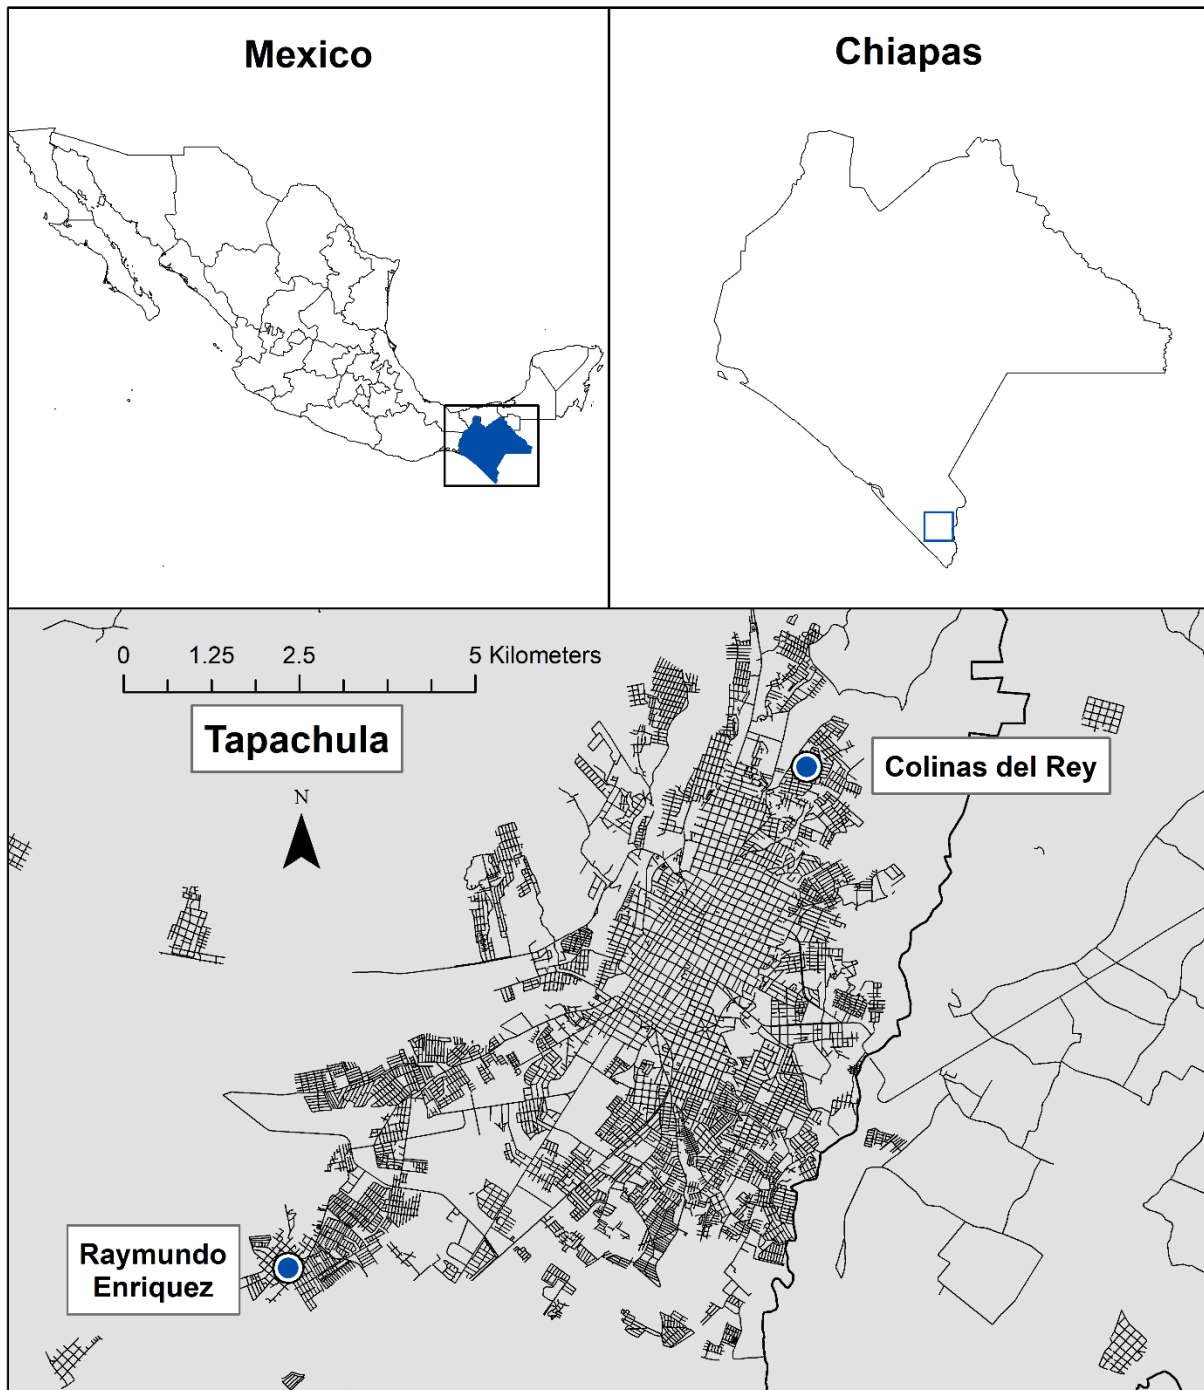 Mexico
Chiapas
0 1.25 2.5 5 Kilometers
Tapachula
N
Colinas del Rey
Raymundo
Enriquez